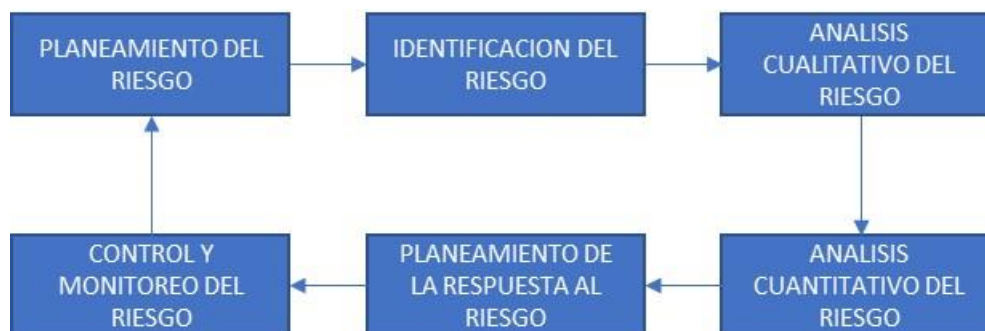 PLANEAMIENTO DEL
RIESGO
IDENTIFICACION DEL
RIESGO
ANALISIS
CUALITATIVO DEL
RIESGO
ANALISIS
CUANTITATIVO DEL
RIESGO
PLANEAMIENTO DE
LA RESPUESTA AL
RIESGO
CONTROL Y
MONITOREO DEL
RIESGO